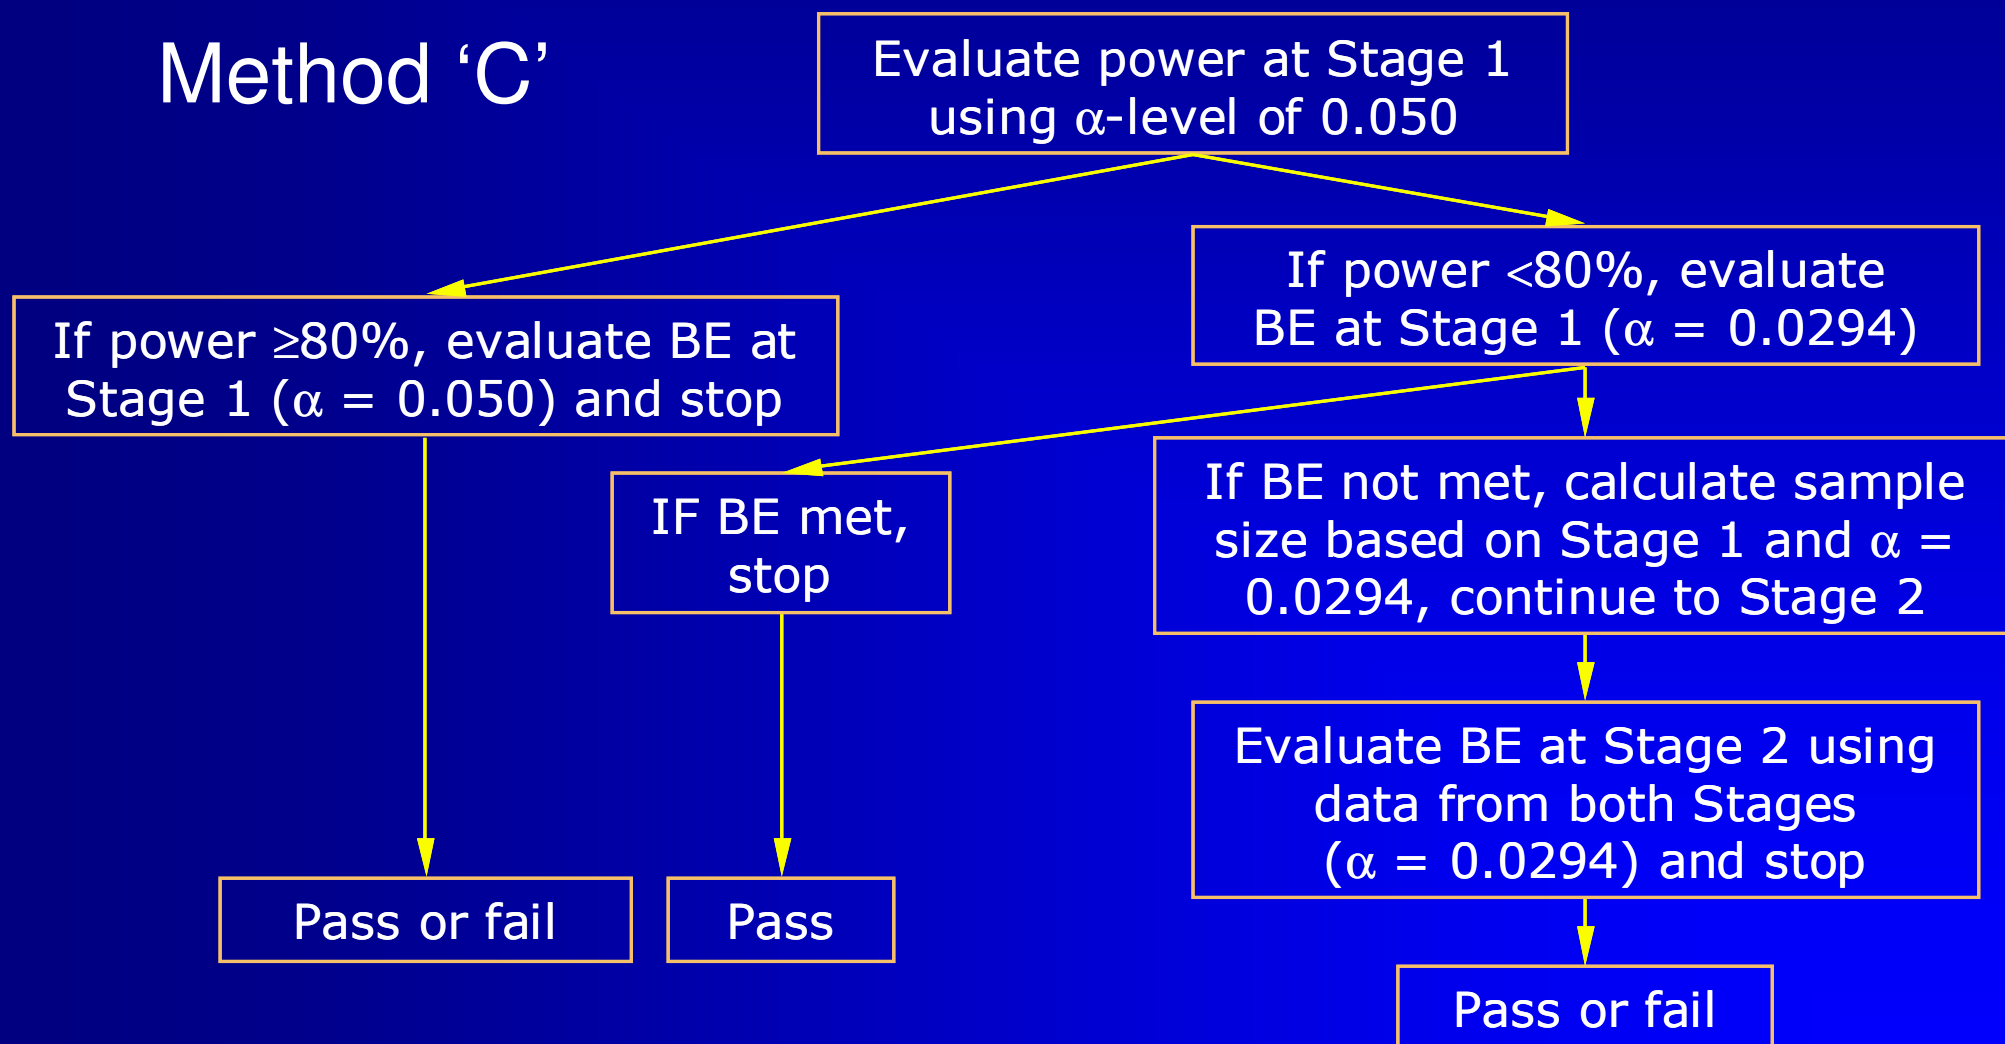 Method ‘C’
Evaluate power at Stage 1
using α-level of 0.050
If power <80%, evaluate
BE at Stage 1 (α = 0.0294)
If power ≥80%, evaluate BE at
Stage 1 (α = 0.050) and stop
IF BE met,
stop
If BE not met, calculate sample
size based on Stage 1 and α =
0.0294, continue to Stage 2
Evaluate BE at Stage 2 using
data from both Stages
(α = 0.0294) and stop
Pass or fail
Pass
Pass or fail